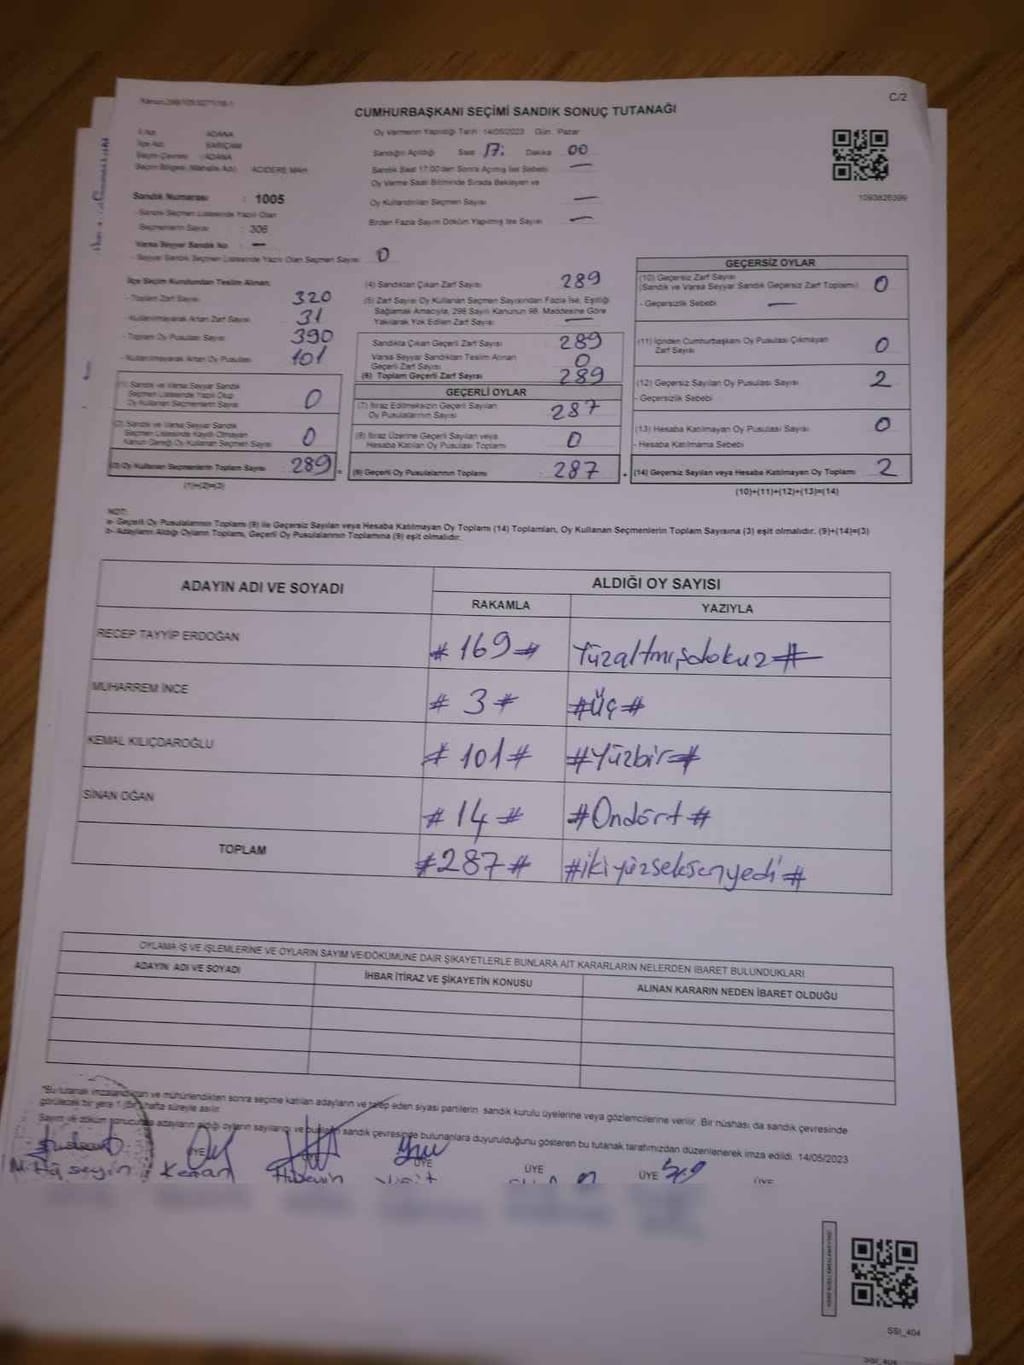 C/2
CUMHURBAŞKANI SEÇİMİ SANDIK SONUÇ TUTANAĞI
İl Adı : ADANA
İlçe Adı : SARIÇAM
Seçim Çevresi : ADANA
Seçim Bölgesi (Mahalle Adı) : ACIDERE MAH
Sandık Numarası : 1005
- Sandık Seçmen Listesinde Yazılı Olan
Seçmenlerin Sayısı : 306
Varsa Seyyar Sandık No : —
- Seyyar Sandık Seçmen Listesinde Yazılı Olan Seçmen Sayısı : 0
Oy Vermenin Yapıldığı Tarih : 14/05/2023 Gün : Pazar
Sandığın Açıldığı Saat 17: Dakika 00
Sandık Saat 17:00'den Sonra Açılmış İse Sebebi : —
Oy Verme Saati Bitiminde Sırada Bekleyen ve
Oy Kullandırılan Seçmen Sayısı : —
Birden Fazla Sayım Döküm Yapılmış İse Sayısı : —
1093826399
İlçe Seçim Kurulundan Teslim Alınan;
- Toplam Zarf Sayısı : 320
- Kullanılmayarak Artan Zarf Sayısı : 31
- Toplam Oy Pusulası Sayısı : 390
- Kullanılmayarak Artan Oy Pusulası : 101
(1) Sandık ve Varsa Seyyar Sandık
Seçmen Listesinde Yazılı Olup
Oy Kullanan Seçmenlerin Sayısı : 0
(2) Sandık ve Varsa Seyyar Sandık
Seçmen Listesinde Kayıtlı Olmayan
Kanun Gereği Oy Kullanan Seçmen Sayısı : 0
(3) Oy Kullanan Seçmenlerin Toplam Sayısı : 289
(1)+(2)=(3)
(4) Sandıktan Çıkan Zarf Sayısı : 289
(5) Zarf Sayısı Oy Kullanan Seçmen Sayısından Fazla İse, Eşitliği
Sağlamak Amacıyla, 298 Sayılı Kanunun 98. Maddesine Göre
Yakılarak Yok Edilen Zarf Sayısı : —
Sandıkta Çıkan Geçerli Zarf Sayısı : 289
Varsa Seyyar Sandıktan Teslim Alınan
Geçerli Zarf Sayısı : 0
(6) Toplam Geçerli Zarf Sayısı : 289
GEÇERLİ OYLAR
(7) İtiraz Edilmeksizin Geçerli Sayılan
Oy Pusulalarının Sayısı : 287
(8) İtiraz Üzerine Geçerli Sayılan veya
Hesaba Katılan Oy Pusulası Toplamı : 0
(9) Geçerli Oy Pusulalarının Toplamı : 287
GEÇERSİZ OYLAR
(10) Geçersiz Zarf Sayısı
(Sandık ve Varsa Seyyar Sandık Geçersiz Zarf Toplamı) : 0
- Geçersizlik Sebebi : —
(11) İçinden Cumhurbaşkanı Oy Pusulası Çıkmayan
Zarf Sayısı : 0
(12) Geçersiz Sayılan Oy Pusulası Sayısı : 2
- Geçersizlik Sebebi :
(13) Hesaba Katılmayan Oy Pusulası Sayısı : 0
- Hesaba Katılmama Sebebi :
(14) Geçersiz Sayılan veya Hesaba Katılmayan Oy Toplamı : 2
(10)+(11)+(12)+(13)=(14)
NOT:
a- Geçerli Oy Pusulalarının Toplamı (9) ile Geçersiz Sayılan veya Hesaba Katılmayan Oy Toplamı (14) Toplamları, Oy Kullanan Seçmenlerin Toplam Sayısına (3) eşit olmalıdır. (9)+(14)=(3)
b- Adayların Aldığı Oyların Toplamı, Geçerli Oy Pusulalarının Toplamına (9) eşit olmalıdır.
ADAYIN ADI VE SOYADI
ALDIĞI OY SAYISI
RAKAMLA YAZIYLA
RECEP TAYYİP ERDOĞAN # 169 # Yüzaltmışdokuz #
MUHARREM İNCE # 3 # # Üç #
KEMAL KILIÇDAROĞLU # 101 # # Yüzbir #
SİNAN OĞAN # 14 # # Ondört #
TOPLAM # 287 # # ikiyüzseksenyedi #
OYLAMA İŞ VE İŞLEMLERİNE VE OYLARIN SAYIM VE DÖKÜMÜNE DAİR ŞİKAYETLERLE BUNLARA AİT KARARLARIN NELERDEN İBARET BULUNDUKLARI
ADAYIN ADI VE SOYADI İHBAR İTİRAZ VE ŞİKAYETİN KONUSU ALINAN KARARIN NEDEN İBARET OLDUĞU
*Bu tutanak imzalandıktan ve mühürlendikten sonra seçime katılan adayların ve talep eden siyasi partilerin sandık kurulu üyelerine veya gözlemcilerine verilir. Bir nüshası da sandık çevresinde
görülecek bir yere 1 (Bir) hafta süreyle asılır.
Sayım ve döküm sonucunda adayların aldığı oyların sayılarını ve bunların sandık çevresinde bulunanlara duyurulduğunu gösteren bu tutanak tarafımızdan düzenlenerek imza edildi. 14/05/2023
ÜYE ÜYE ÜYE ÜYE ÜYE
Kenan
SSI_404